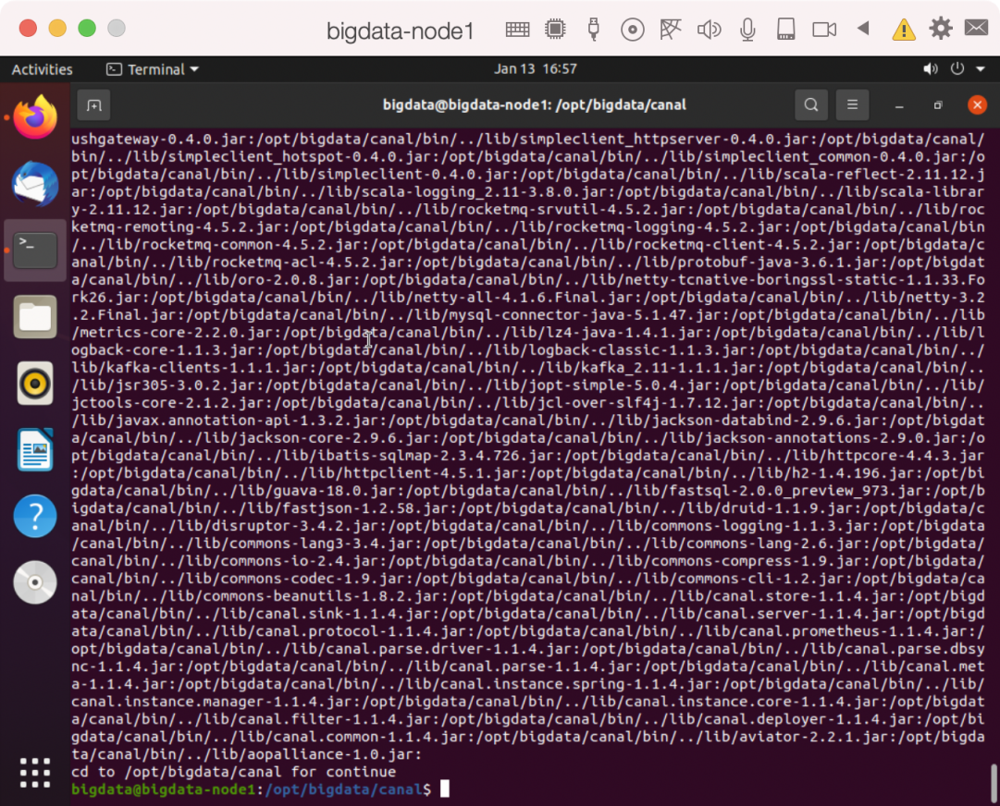 bigdata-node1
Activities
Terminal
Jan 13 16:57
bigdata@bigdata-node1: /opt/bigdata/canal
ushgateway-0.4.0.jar:/opt/bigdata/canal/bin/../lib/simpleclient_httpserver-0.4.0.jar:/opt/bigdata/canal/
bin/../lib/simpleclient_hotspot-0.4.0.jar:/opt/bigdata/canal/bin/../lib/simpleclient_common-0.4.0.jar:/o
pt/bigdata/canal/bin/../lib/simpleclient-0.4.0.jar:/opt/bigdata/canal/bin/../lib/scala-reflect-2.11.12.j
ar:/opt/bigdata/canal/bin/../lib/scala-logging_2.11-3.8.0.jar:/opt/bigdata/canal/bin/../lib/scala-librar
y-2.11.12.jar:/opt/bigdata/canal/bin/../lib/rocketmq-srvutil-4.5.2.jar:/opt/bigdata/canal/bin/../lib/roc
ketmq-remoting-4.5.2.jar:/opt/bigdata/canal/bin/../lib/rocketmq-logging-4.5.2.jar:/opt/bigdata/canal/bin
/../lib/rocketmq-common-4.5.2.jar:/opt/bigdata/canal/bin/../lib/rocketmq-client-4.5.2.jar:/opt/bigdata/c
anal/bin/../lib/rocketmq-acl-4.5.2.jar:/opt/bigdata/canal/bin/../lib/protobuf-java-3.6.1.jar:/opt/bigdat
a/canal/bin/../lib/oro-2.0.8.jar:/opt/bigdata/canal/bin/../lib/netty-tcnative-boringssl-static-1.1.33.Fo
rk26.jar:/opt/bigdata/canal/bin/../lib/netty-all-4.1.6.Final.jar:/opt/bigdata/canal/bin/../lib/netty-3.2
.2.Final.jar:/opt/bigdata/canal/bin/../lib/mysql-connector-java-5.1.47.jar:/opt/bigdata/canal/bin/../lib
/metrics-core-2.2.0.jar:/opt/bigdata/canal/bin/../lib/lz4-java-1.4.1.jar:/opt/bigdata/canal/bin/../lib/l
ogback-core-1.1.3.jar:/opt/bigdata/canal/bin/../lib/logback-classic-1.1.3.jar:/opt/bigdata/canal/bin/../
lib/kafka-clients-1.1.1.jar:/opt/bigdata/canal/bin/../lib/kafka_2.11-1.1.1.jar:/opt/bigdata/canal/bin/..
/lib/jsr305-3.0.2.jar:/opt/bigdata/canal/bin/../lib/jopt-simple-5.0.4.jar:/opt/bigdata/canal/bin/../lib/
jctools-core-2.1.2.jar:/opt/bigdata/canal/bin/../lib/jcl-over-slf4j-1.7.12.jar:/opt/bigdata/canal/bin/..
/lib/javax.annotation-api-1.3.2.jar:/opt/bigdata/canal/bin/../lib/jackson-databind-2.9.6.jar:/opt/bigdat
a/canal/bin/../lib/jackson-core-2.9.6.jar:/opt/bigdata/canal/bin/../lib/jackson-annotations-2.9.0.jar:/o
pt/bigdata/canal/bin/../lib/ibatis-sqlmap-2.3.4.726.jar:/opt/bigdata/canal/bin/../lib/httpcore-4.4.3.jar
:/opt/bigdata/canal/bin/../lib/httpclient-4.5.1.jar:/opt/bigdata/canal/bin/../lib/h2-1.4.196.jar:/opt/bi
gdata/canal/bin/../lib/guava-18.0.jar:/opt/bigdata/canal/bin/../lib/fastsql-2.0.0_preview_973.jar:/opt/b
igdata/canal/bin/../lib/fastjson-1.2.58.jar:/opt/bigdata/canal/bin/../lib/druid-1.1.9.jar:/opt/bigdata/c
anal/bin/../lib/disruptor-3.4.2.jar:/opt/bigdata/canal/bin/../lib/commons-logging-1.1.3.jar:/opt/bigdata
/canal/bin/../lib/commons-lang3-3.4.jar:/opt/bigdata/canal/bin/../lib/commons-lang-2.6.jar:/opt/bigdata/
canal/bin/../lib/commons-io-2.4.jar:/opt/bigdata/canal/bin/../lib/commons-compress-1.9.jar:/opt/bigdata/
canal/bin/../lib/commons-codec-1.9.jar:/opt/bigdata/canal/bin/../lib/commons-cli-1.2.jar:/opt/bigdata/ca
nal/bin/../lib/commons-beanutils-1.8.2.jar:/opt/bigdata/canal/bin/../lib/canal.store-1.1.4.jar:/opt/bigd
ata/canal/bin/../lib/canal.sink-1.1.4.jar:/opt/bigdata/canal/bin/../lib/canal.server-1.1.4.jar:/opt/bigd
ata/canal/bin/../lib/canal.protocol-1.1.4.jar:/opt/bigdata/canal/bin/../lib/canal.prometheus-1.1.4.jar:/
opt/bigdata/canal/bin/../lib/canal.parse.driver-1.1.4.jar:/opt/bigdata/canal/bin/../lib/canal.parse.dbsy
nc-1.1.4.jar:/opt/bigdata/canal/bin/../lib/canal.parse-1.1.4.jar:/opt/bigdata/canal/bin/../lib/canal.met
a-1.1.4.jar:/opt/bigdata/canal/bin/../lib/canal.instance.spring-1.1.4.jar:/opt/bigdata/canal/bin/../lib/
canal.instance.manager-1.1.4.jar:/opt/bigdata/canal/bin/../lib/canal.instance.core-1.1.4.jar:/opt/bigdat
a/canal/bin/../lib/canal.filter-1.1.4.jar:/opt/bigdata/canal/bin/../lib/canal.deployer-1.1.4.jar:/opt/bi
gdata/canal/bin/../lib/canal.common-1.1.4.jar:/opt/bigdata/canal/bin/../lib/aviator-2.2.1.jar:/opt/bigda
ta/canal/bin/../lib/aopalliance-1.0.jar:
cd to /opt/bigdata/canal for continue
bigdata@bigdata-node1:/opt/bigdata/canal$